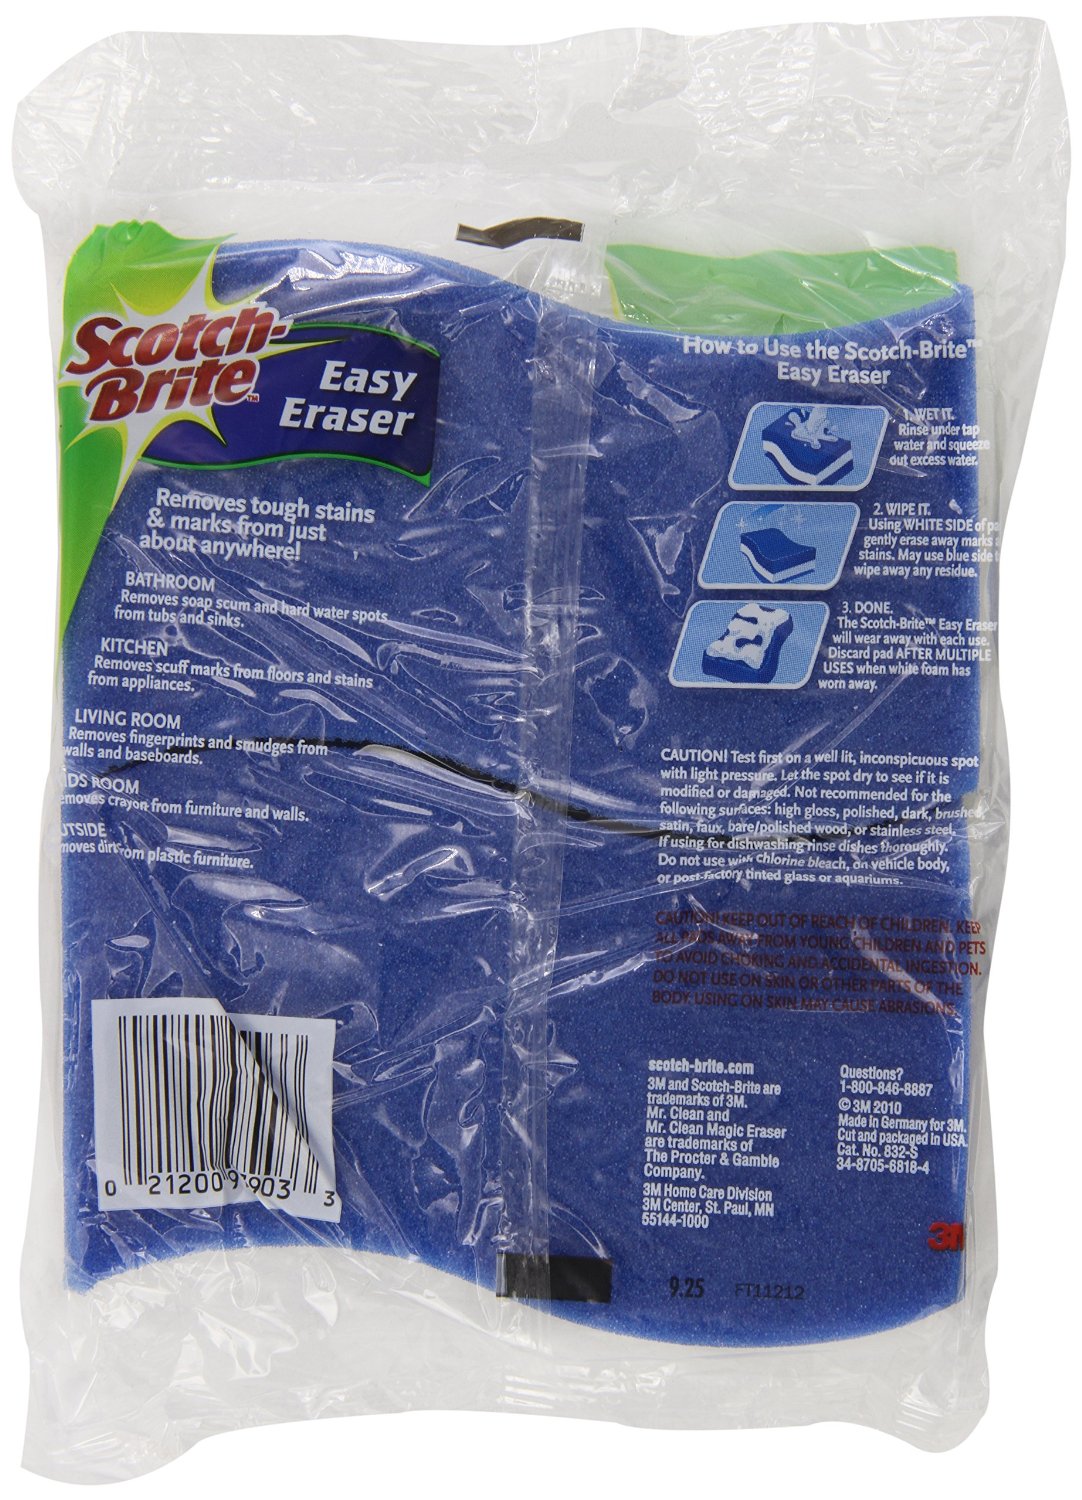 Scotch-
Brite™
Easy
Eraser
Removes tough stains
& marks from just
about anywhere!
BATHROOM
Removes soap scum and hard water spots
from tubs and sinks.
KITCHEN
Removes scuff marks from floors and stains
from appliances.
LIVING ROOM
Removes fingerprints and smudges from
walls and baseboards.
IDS ROOM
emoves crayon from furniture and walls.
UTSIDE
moves dirt from plastic furniture.
0 21200 3
How to Use the Scotch-Brite™
Easy Eraser
1. WET IT.
Rinse under tap
water and squeeze
out excess water.
2. WIPE IT.
Using WHITE SIDE of pa
gently erase away marks a
stains. May use blue side t
wipe away any residue.
3. DONE.
The Scotch-Brite™ Easy Eraser
will wear away with each use.
Discard pad AFTER MULTIPLE
USES when white foam has
worn away.
CAUTION! Test first on a well lit, inconspicuous spot
with light pressure. Let the spot dry to see if it is
modified or damaged. Not recommended for the
following surfaces: high gloss, polished, dark, brushed,
satin, faux, bare/polished wood, or stainless steel.
If using for dishwashing rinse dishes thoroughly.
Do not use with chlorine bleach, on vehicle body,
or post-factory tinted glass or aquariums.
CAUTION! KEEP OUT OF REACH OF CHILDREN. KEEP
ALL PADS AWAY FROM YOUNG CHILDREN AND PETS
TO AVOID CHOKING AND ACCIDENTAL INGESTION.
DO NOT USE ON SKIN OR OTHER PARTS OF THE
BODY. USING ON SKIN MAY CAUSE ABRASIONS.
scotch-brite.com
3M and Scotch-Brite are
trademarks of 3M.
Mr. Clean and
Mr. Clean Magic Eraser
are trademarks of
The Procter & Gamble
Company.
3M Home Care Division
3M Center, St. Paul, MN
55144-1000
Questions?
1-800-846-8887
© 3M 2010
Made in Germany for 3M.
Cut and packaged in USA.
Cat. No. 832-S
34-8705-6818-4
3M
9.25 FT11212